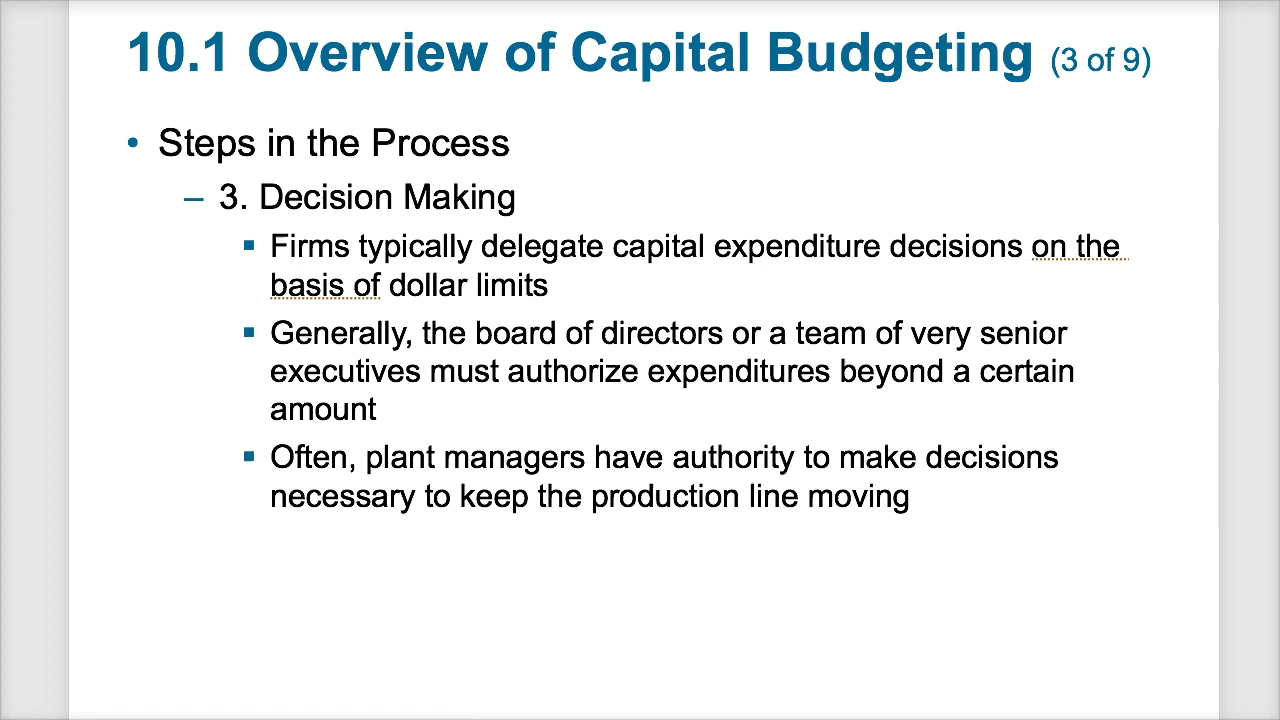 10.1 Overview of Capital Budgeting (3 of 9)
• Steps in the Process
– 3. Decision Making
▪ Firms typically delegate capital expenditure decisions on the
basis of dollar limits
▪ Generally, the board of directors or a team of very senior
executives must authorize expenditures beyond a certain
amount
▪ Often, plant managers have authority to make decisions
necessary to keep the production line moving